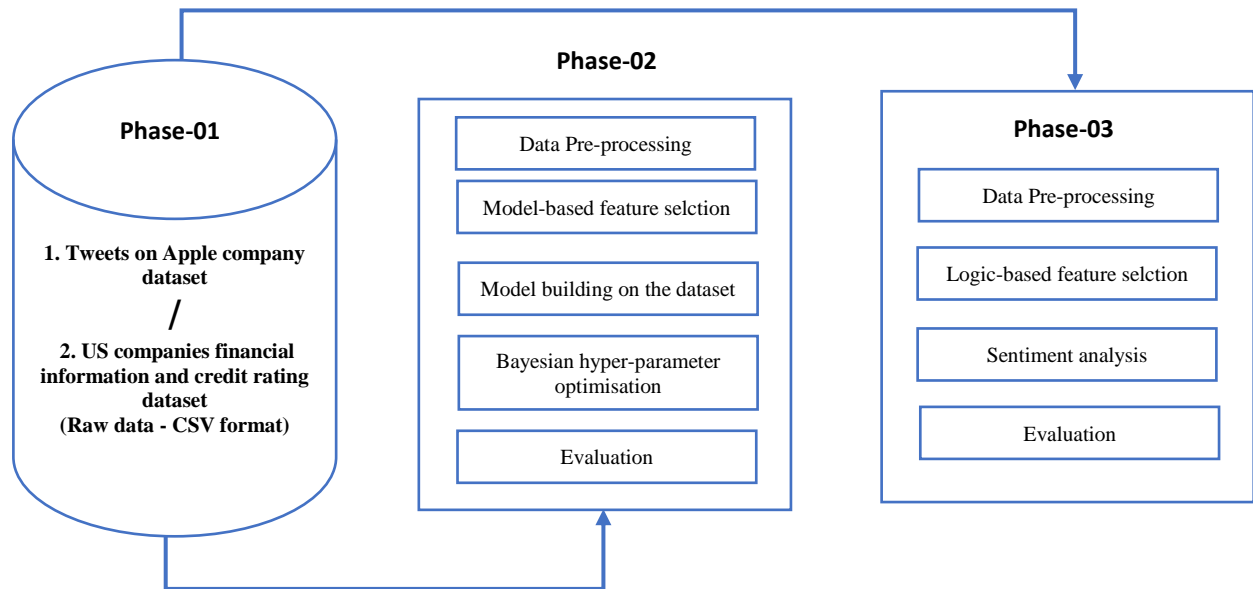 Phase-01
1. Tweets on Apple company
dataset
/
2. US companies financial
information and credit rating
dataset
(Raw data - CSV format)
Phase-02
Data Pre-processing
Model-based feature selction
Model building on the dataset
Bayesian hyper-parameter
optimisation
Evaluation
Phase-03
Data Pre-processing
Logic-based feature selction
Sentiment analysis
Evaluation